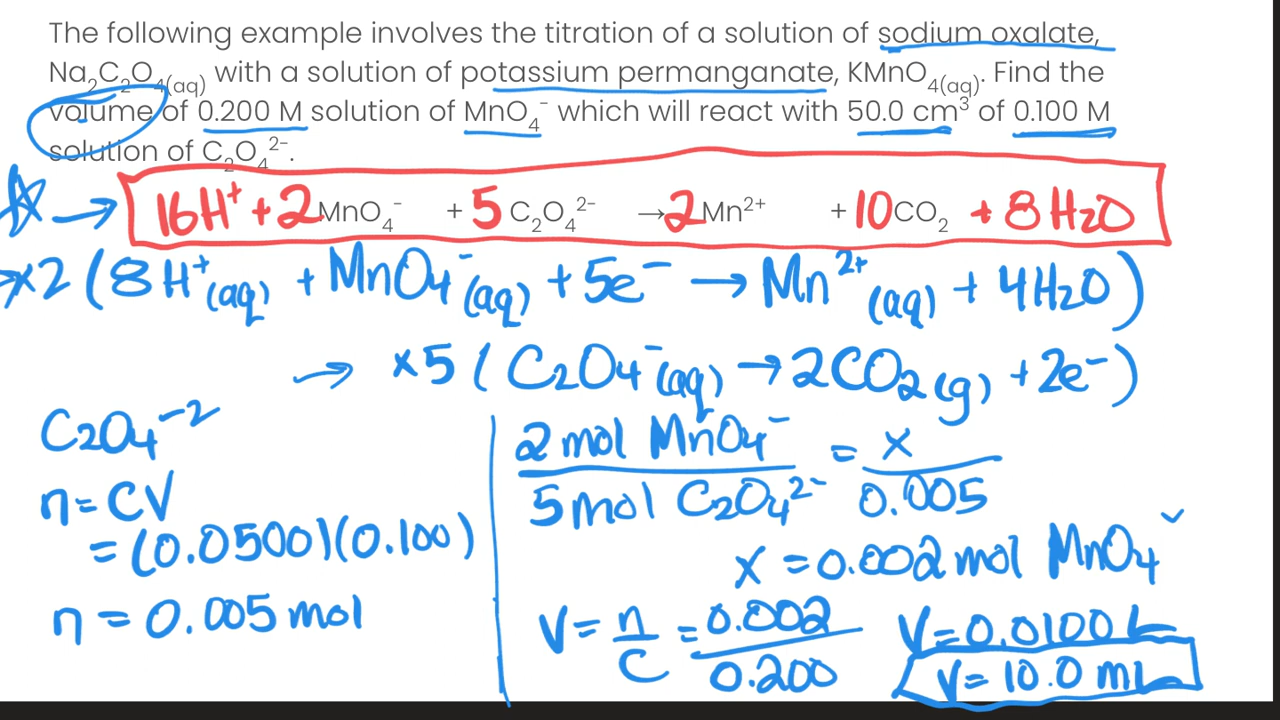 The following example involves the titration of a solution of sodium oxalate,
Na₂C₂O₄(aq) with a solution of potassium permanganate, KMnO₄(aq). Find the
volume of 0.200 M solution of MnO₄⁻ which will react with 50.0 cm³ of 0.100 M
solution of C₂O₄²⁻.
16H⁺ + 2MnO₄⁻ + 5C₂O₄²⁻ → 2Mn²⁺ + 10CO₂ + 8H₂O
×2 (8H⁺(aq) + MnO₄⁻(aq) + 5e⁻ → Mn²⁺(aq) + 4H₂O)
→ ×5 (C₂O₄⁻(aq) → 2CO₂(g) + 2e⁻)
C₂O₄⁻²
n = CV
= (0.0500)(0.100)
n = 0.005 mol
2 mol MnO₄⁻ = x
5 mol C₂O₄²⁻ 0.005
x = 0.002 mol MnO₄⁻
V = n/C = 0.002/0.200
V = 0.0100 L
V = 10.0 mL